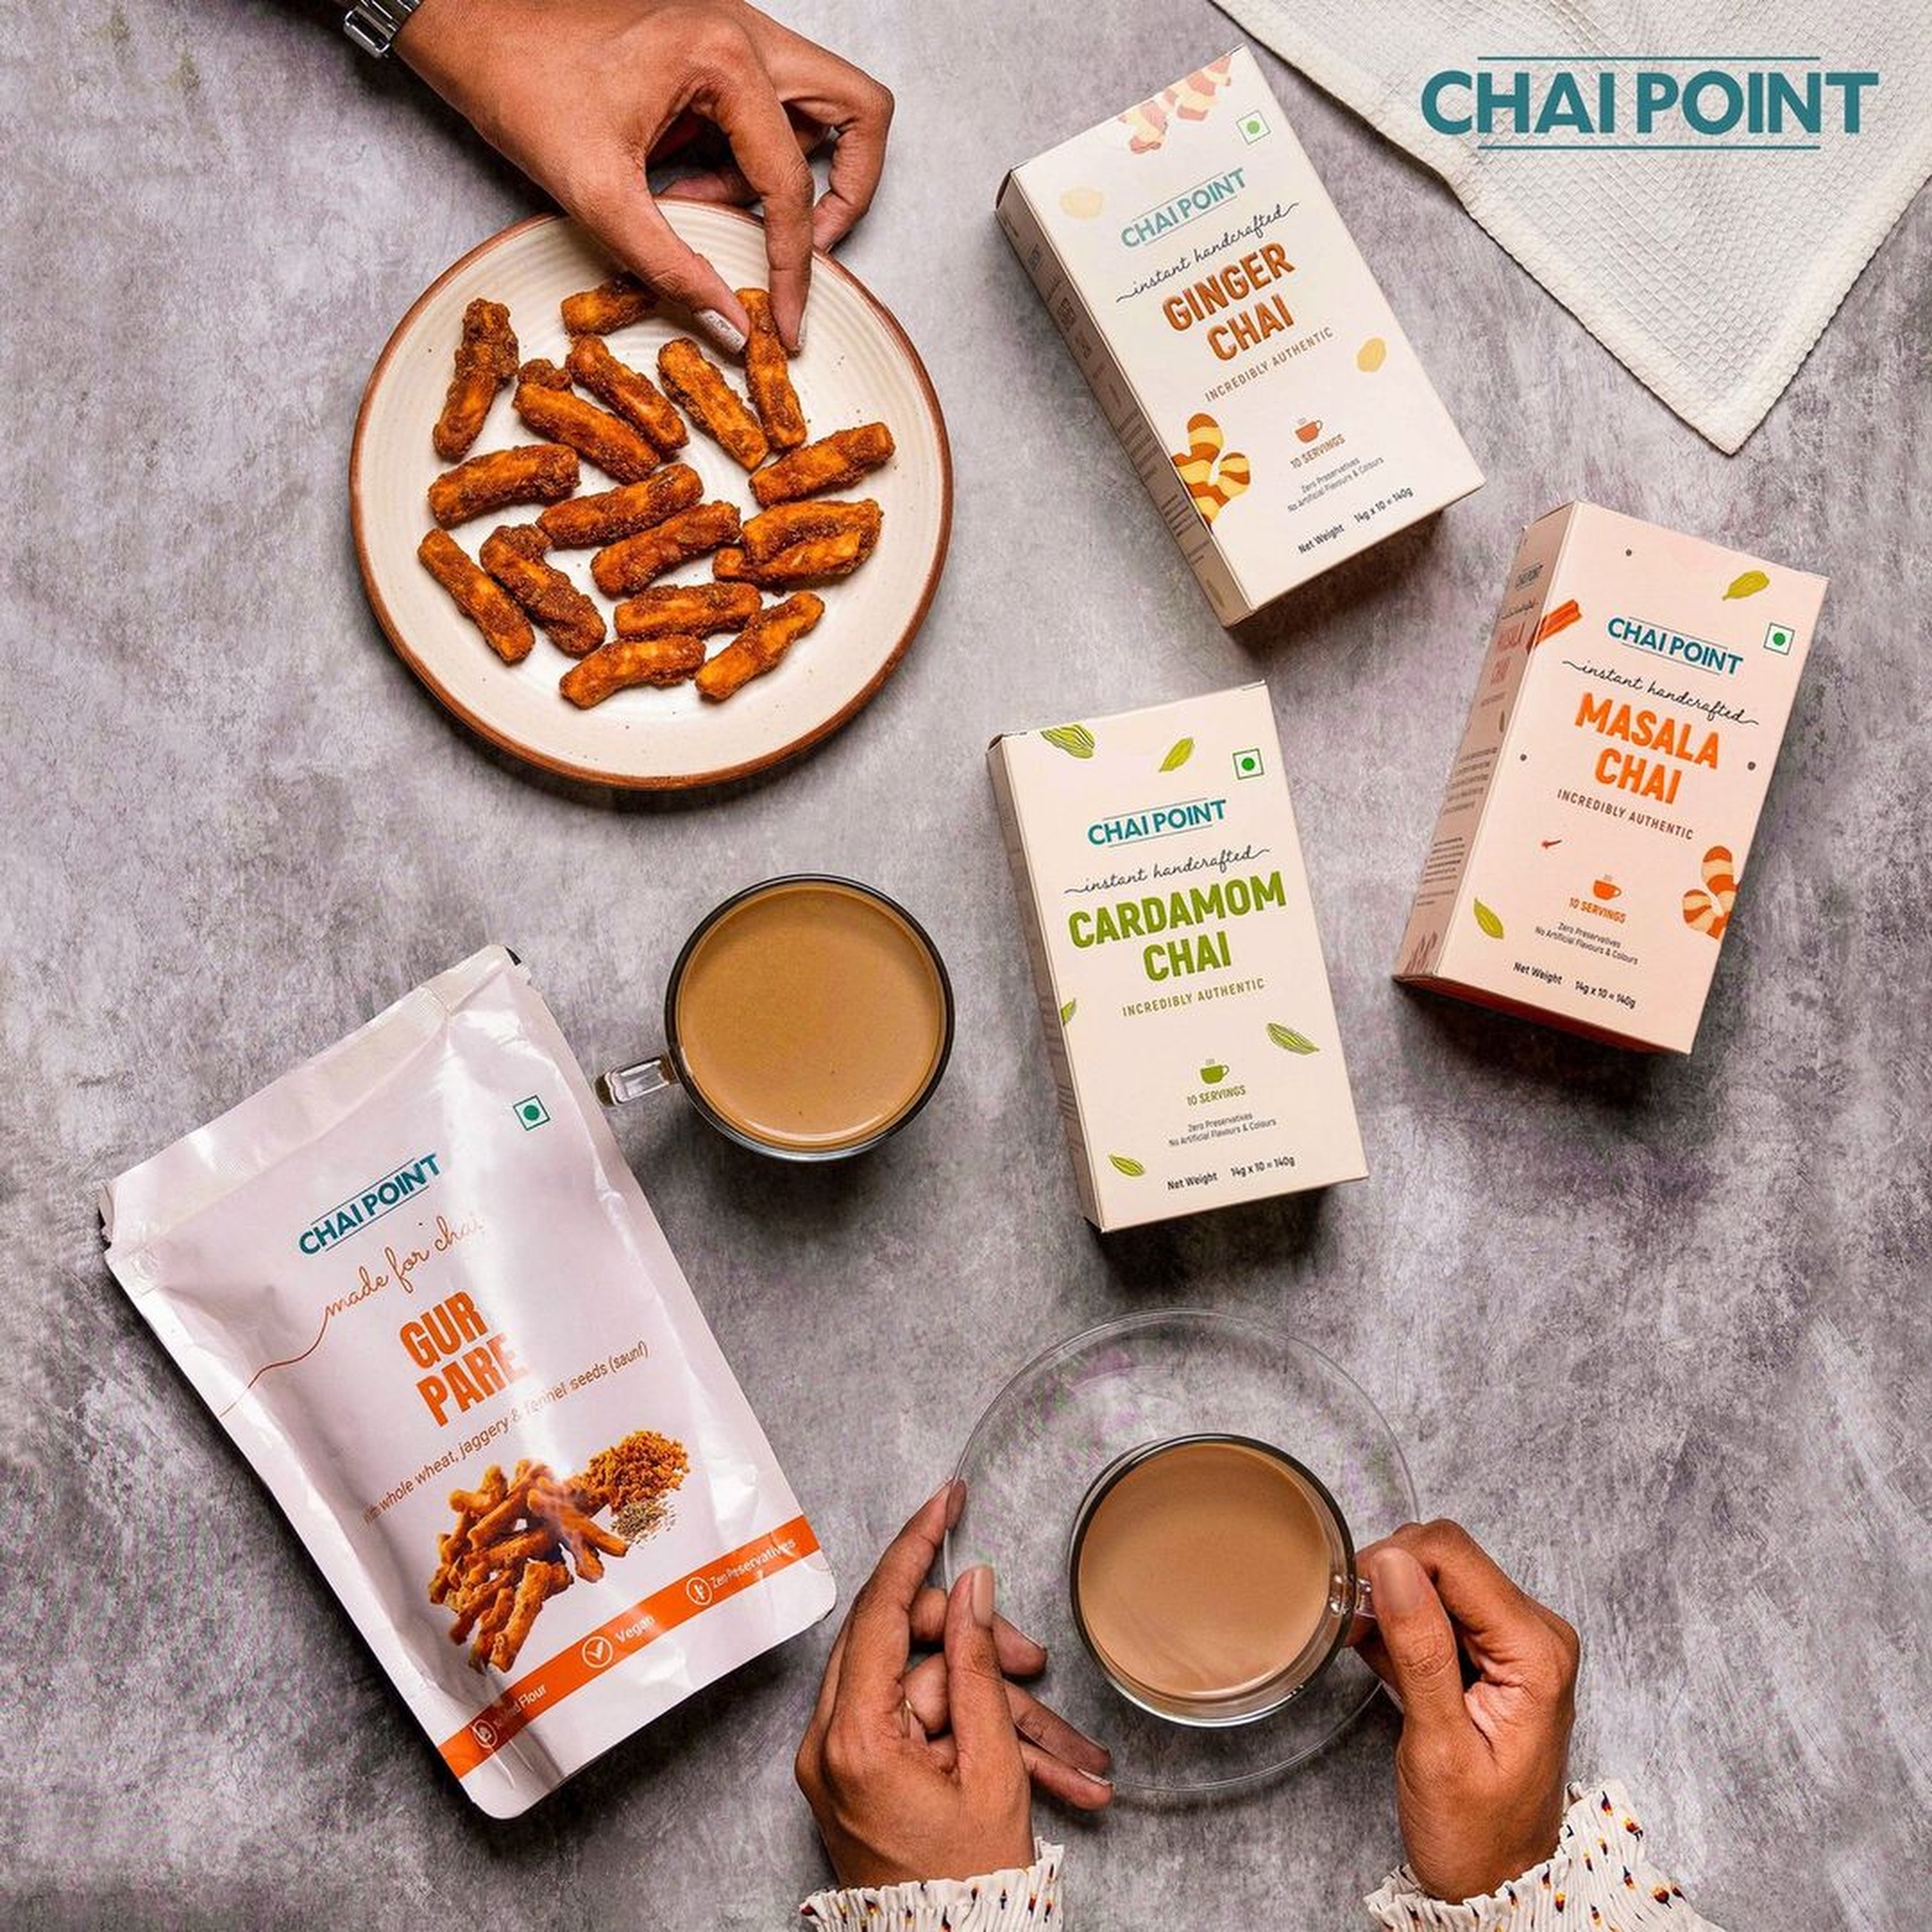 CHAI POINT
CHAI POINT
instant handcrafted
GINGER
CHAI
INCREDIBLY AUTHENTIC
10 SERVINGS
Zero Preservatives
No Artificial Flavours & Colours
Net Weight 14g x 10 = 140g
CHAI POINT
instant handcrafted
MASALA
CHAI
INCREDIBLY AUTHENTIC
10 SERVINGS
Zero Preservatives
No Artificial Flavours & Colours
Net Weight 14g x 10 = 140g
CHAI POINT
instant handcrafted
CARDAMOM
CHAI
INCREDIBLY AUTHENTIC
10 SERVINGS
Zero Preservatives
No Artificial Flavours & Colours
Net Weight 14g x 10 = 140g
CHAI POINT
made for chai
GUR
PARE
whole wheat, jaggery & fennel seeds (saunf)
Flour
Vegan
Zero Preservatives